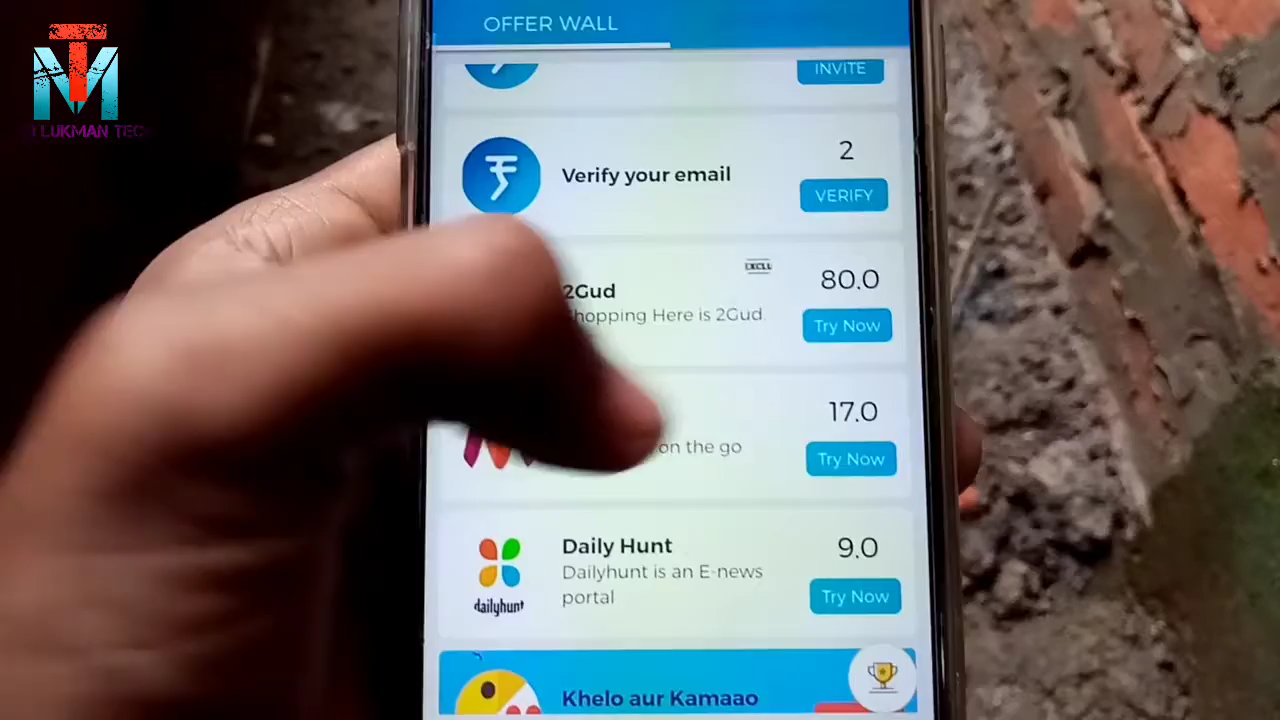 OFFER WALL
INVITE
LUKMAN TEC
Verify your email
2
VERIFY
2Gud
80.0
hopping Here is 2Gud
Try Now
17.0
on the go
Try Now
Daily Hunt
9.0
Dailyhunt is an E-news
portal
Try Now
dailyhunt
Khelo aur Kamaao